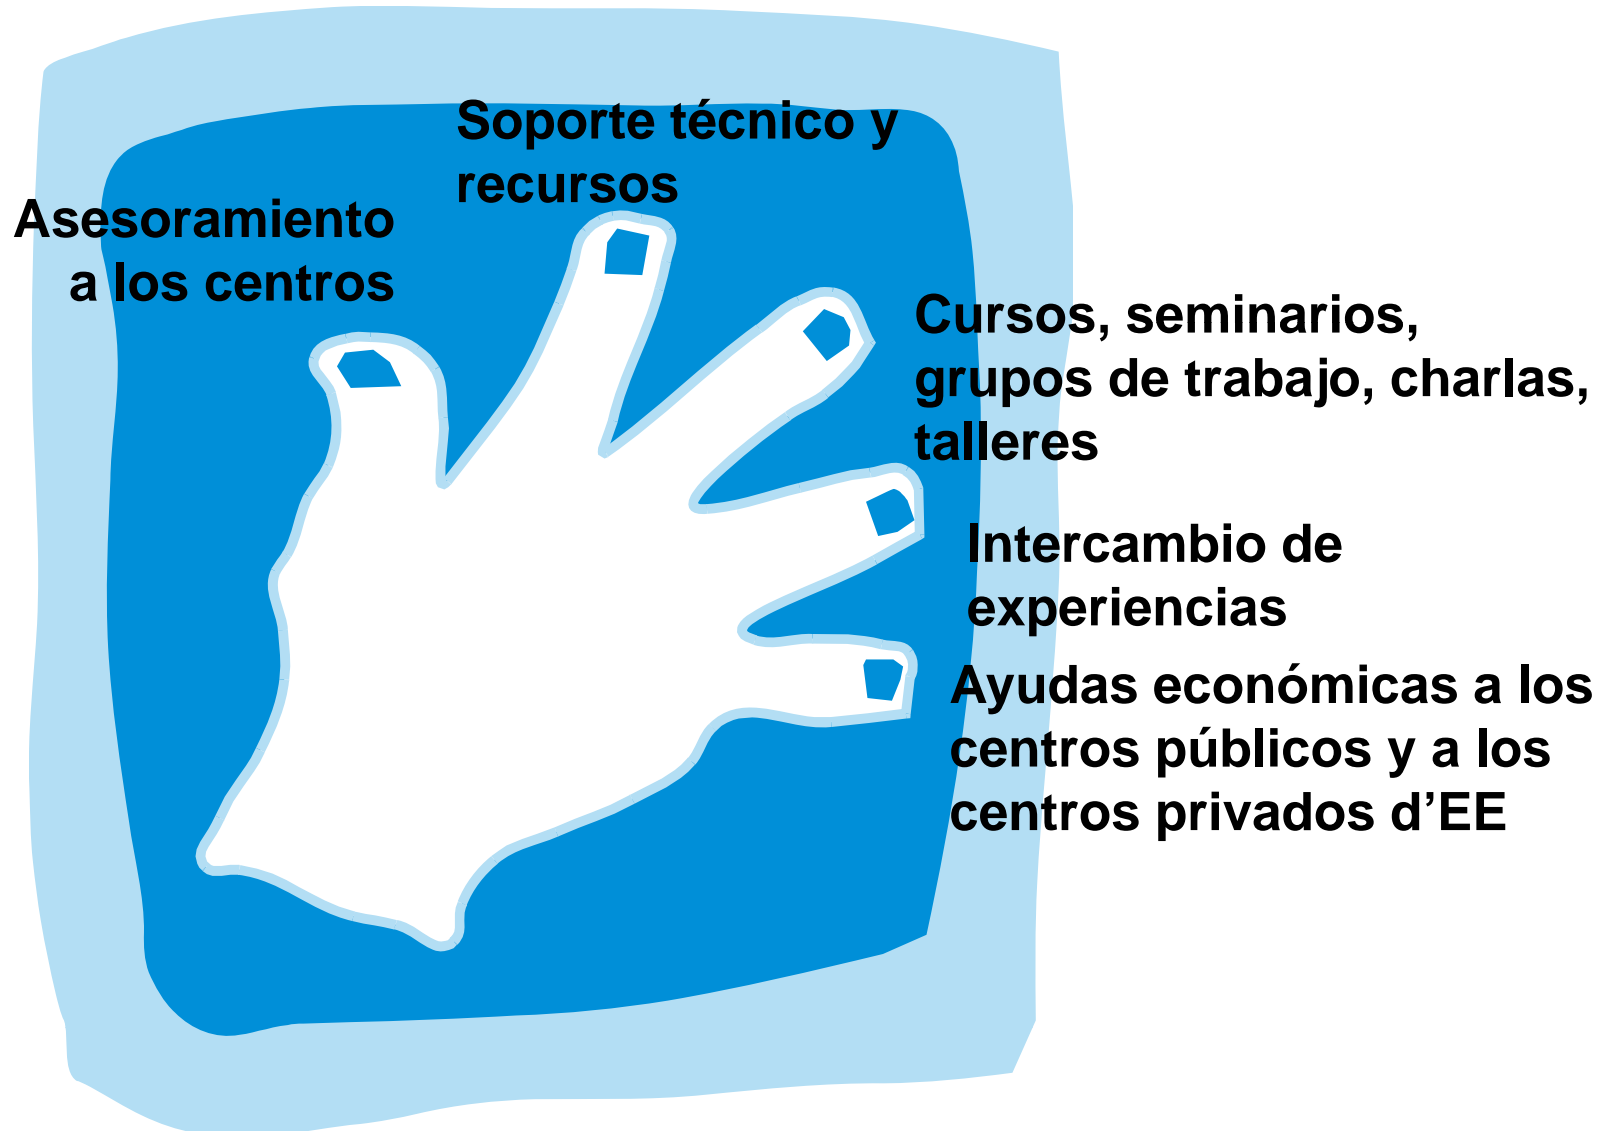 Soporte técnico y
recursos
Asesoramiento
a los centros
Cursos, seminarios,
grupos de trabajo, charlas,
talleres
Intercambio de
experiencias
Ayudas económicas a los
centros públicos y a los
centros privados d’EE